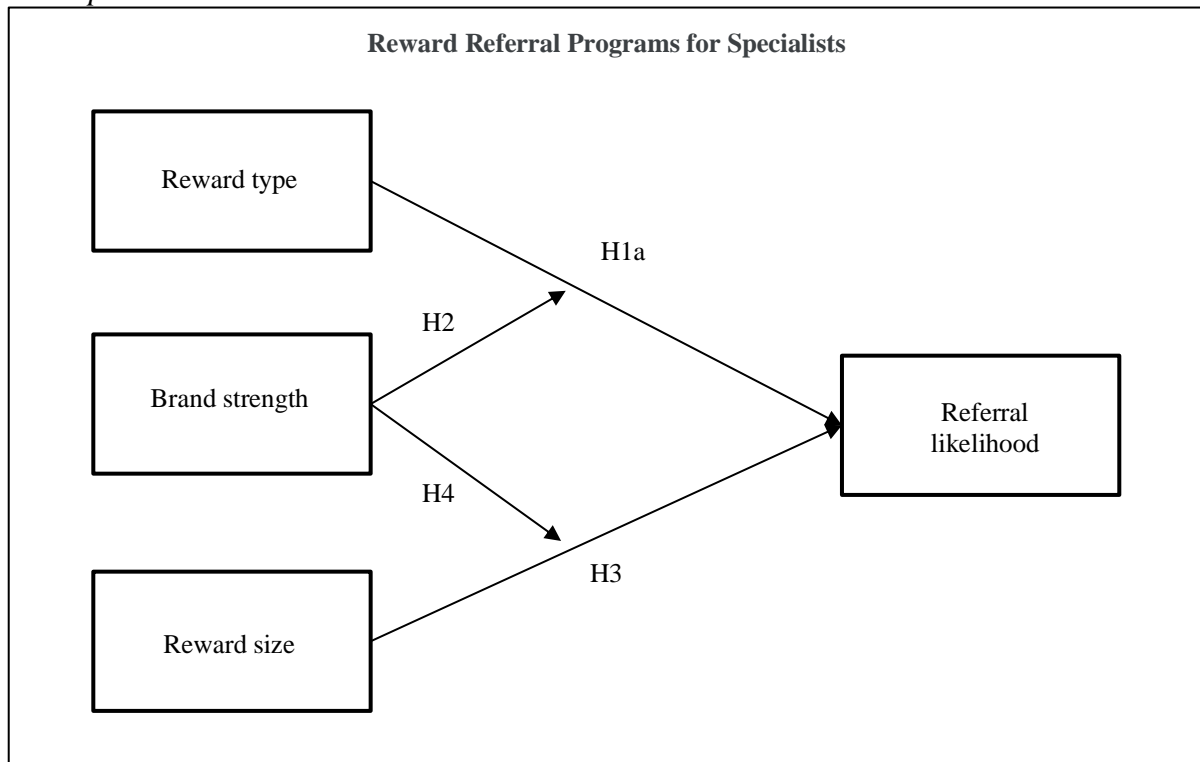 Reward Referral Programs for Specialists
Reward type
H1a
H2
Brand strength
Referral
likelihood
H4
H3
Reward size